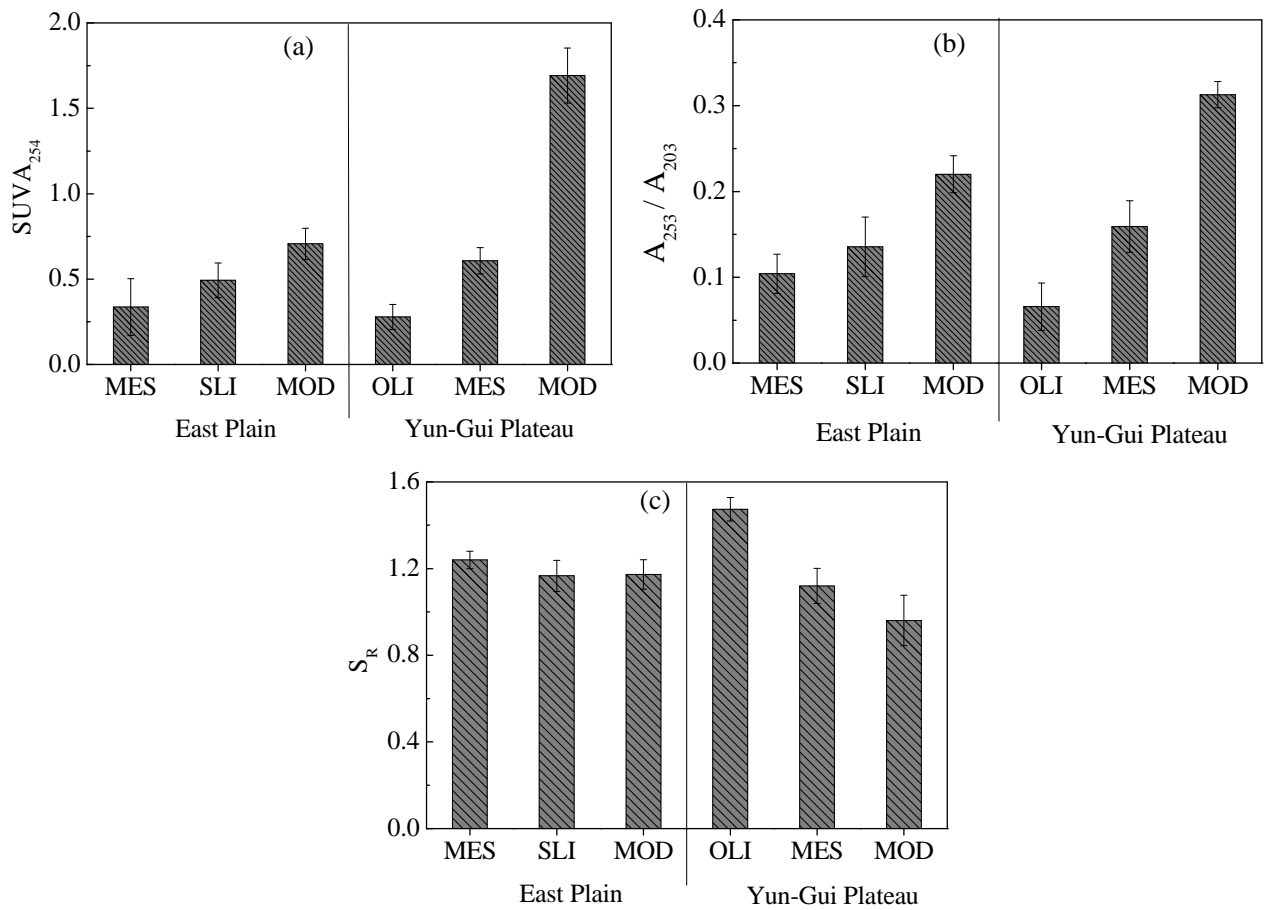 (a)
SUVA254
2.0
1.5
1.0
0.5
0.0
MES SLI MOD OLI MES MOD
East Plain Yun-Gui Plateau
(b)
A253 / A203
0.4
0.3
0.2
0.1
0.0
MES SLI MOD OLI MES MOD
East Plain Yun-Gui Plateau
(c)
SR
1.6
1.2
0.8
0.4
0.0
MES SLI MOD OLI MES MOD
East Plain Yun-Gui Plateau